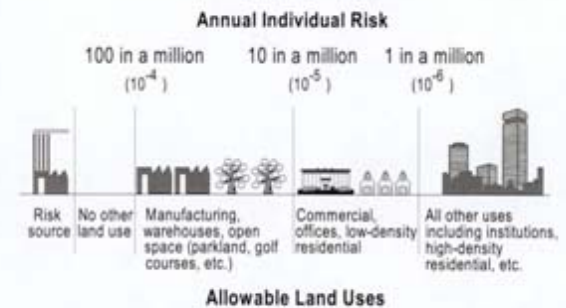 Annual Individual Risk
100 in a million 10 in a million 1 in a million
(10⁻⁴) (10⁻⁵) (10⁻⁶)
Risk
source
No other
land use
Manufacturing,
warehouses, open
space (parkland, golf
courses, etc.)
Commercial,
offices, low-density
residential
All other uses
including institutions,
high-density
residential, etc.
Allowable Land Uses